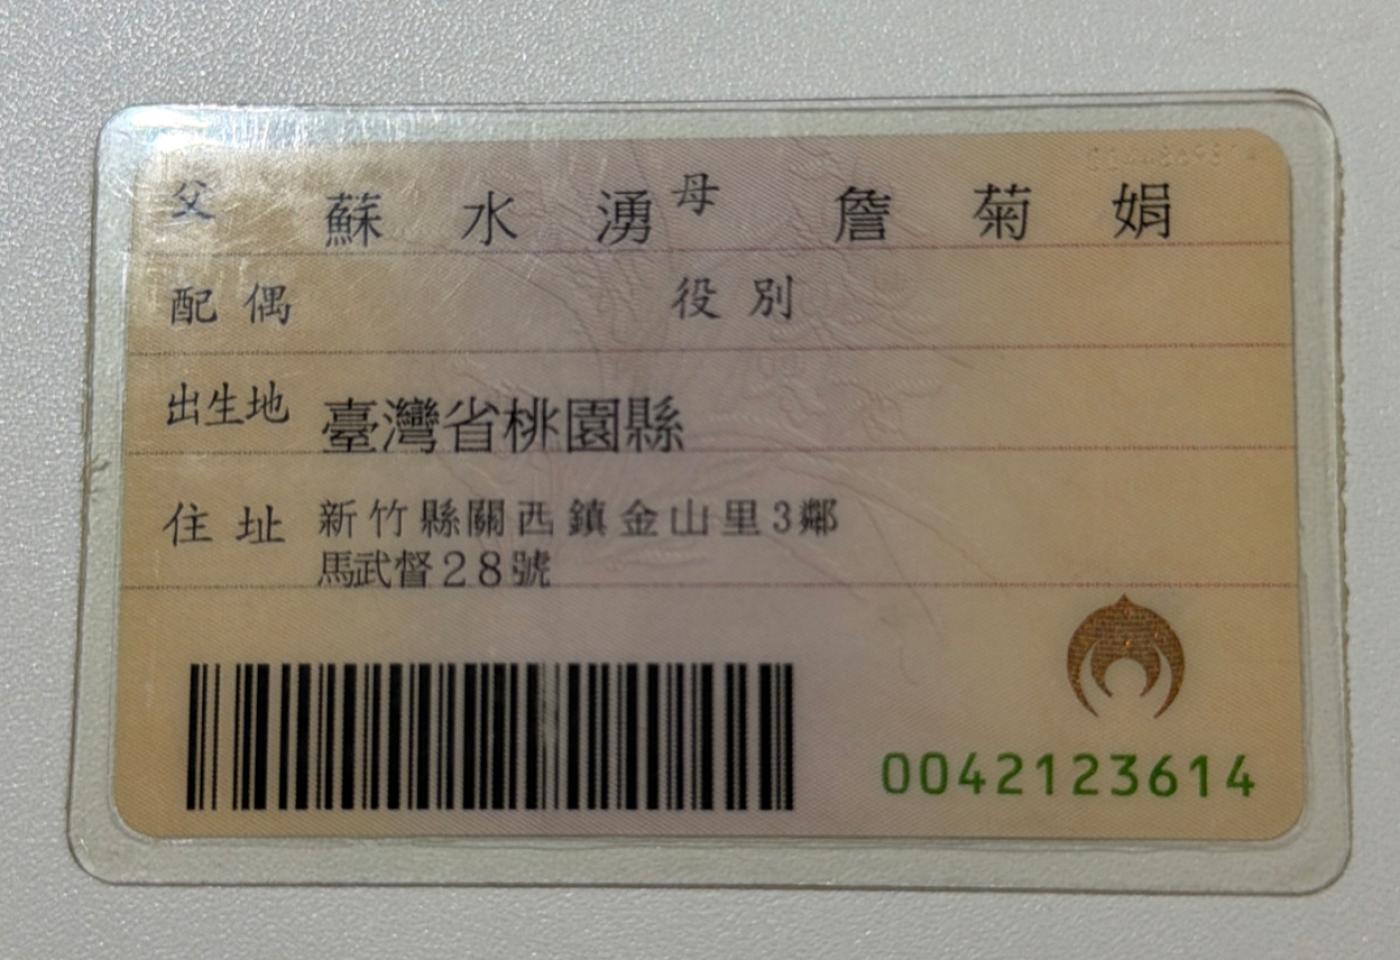 父 蘇水湧 母 詹菊娟
配偶 役別
出生地 臺灣省桃園縣
住址 新竹縣關西鎮金山里3鄰
馬武督28號
0042123614